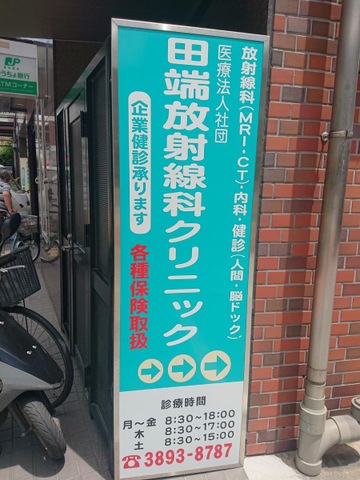 放射線科(MRI・CT)・内科・健診(人間・脳ドック)
医療法人社団
田端放射線科クリニック
企業健診承ります
各種保険取扱
診療時間
月～金 8:30～18:00
木 8:30～17:00
土 8:30～15:00
☎3893-8787
JP
ゆうちょ銀行
ATMコーナー